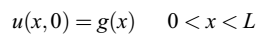 u(x,0) = g(x)   0 < x < L